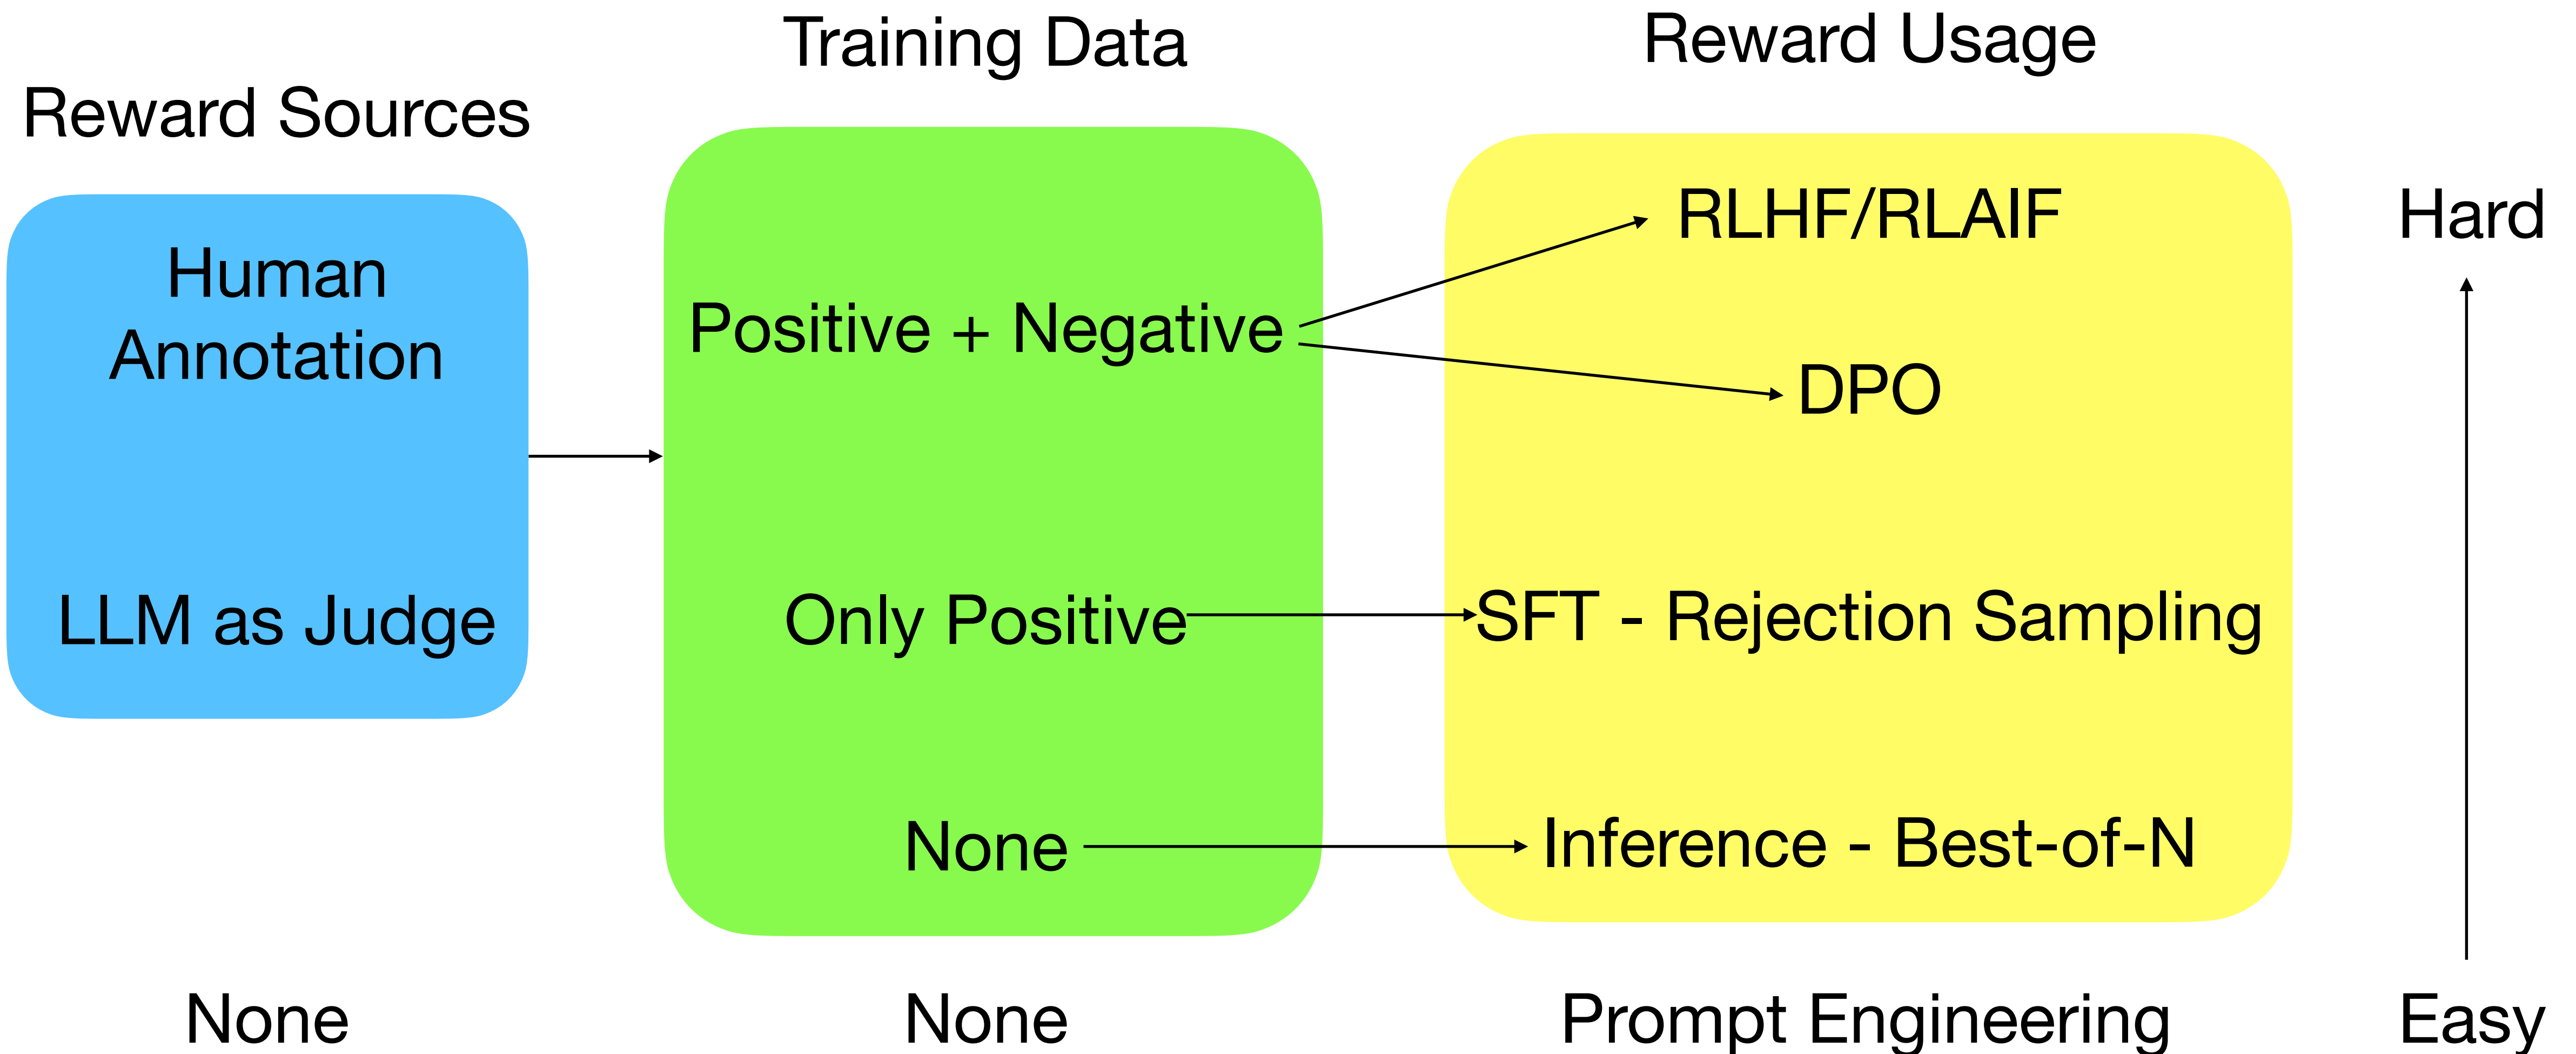 Reward Sources
Training Data
Reward Usage
Human
Annotation
LLM as Judge
Positive + Negative
Only Positive
None
RLHF/RLAIF
DPO
SFT - Rejection Sampling
Inference - Best-of-N
Hard
None
None
Prompt Engineering
Easy